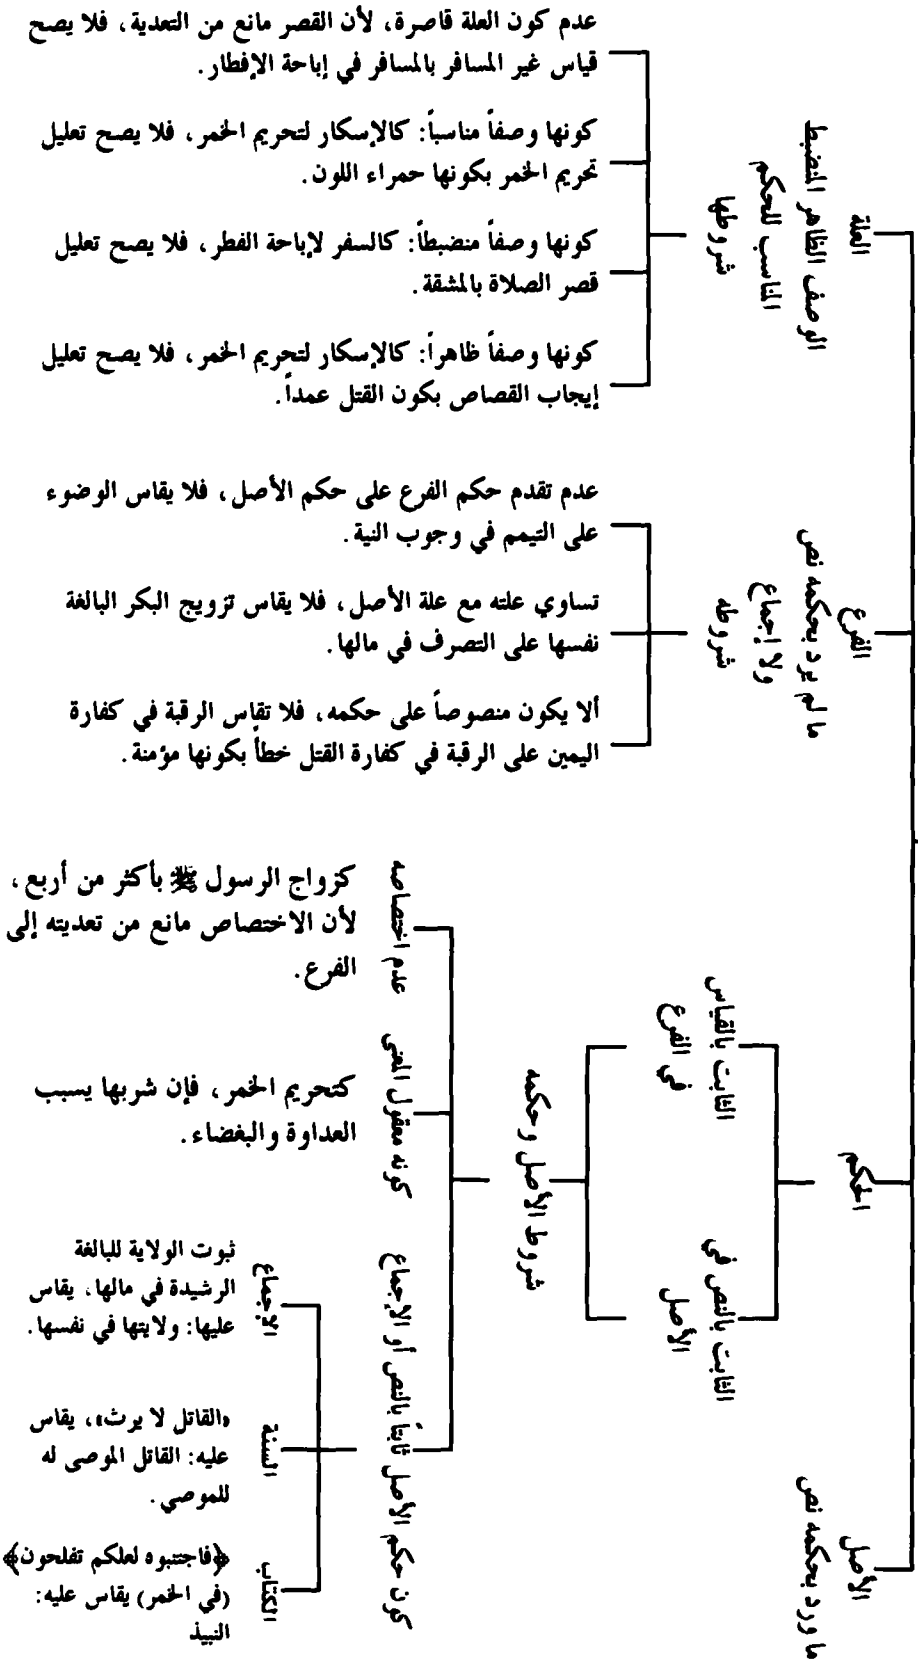 العلة
الوصف الظاهر المنضبط
المناسب للحكم
شروطها
عدم كون العلة قاصرة، لأن القصر مانع من التعدية، فلا يصح
قياس غير المسافر بالمسافر في إباحة الإفطار.
كونها وصفاً مناسباً: كالإسكار لتحريم الخمر، فلا يصح تعليل
تحريم الخمر بكونها حمراء اللون.
كونها وصفاً منضبطاً: كالسفر لإباحة الفطر، فلا يصح تعليل
قصر الصلاة بالمشقة.
كونها وصفاً ظاهراً: كالإسكار لتحريم الخمر، فلا يصح تعليل
إيجاب القصاص بكون القتل عمداً.
الفرع
ما لم يرد بحكمه نص
ولا إجماع
شروطه
عدم تقدم حكم الفرع على حكم الأصل، فلا يقاس الوضوء
على التيمم في وجوب النية.
تساوي علته مع علة الأصل، فلا يقاس تزويج البكر البالغة
نفسها على التصرف في مالها.
ألا يكون منصوصاً على حكمه، فلا تقاس الرقبة في كفارة
اليمين على الرقبة في كفارة القتل خطأ بكونها مؤمنة.
الحكم
الثابت بالقياس
في الفرع
الثابت بالنص في
الأصل
شروط الأصل وحكمه
عدم اختصاصه
كزواج الرسول ﷺ بأكثر من أربع،
لأن الاختصاص مانع من تعديته إلى
الفرع.
كونه معقول المعنى
كتحريم الخمر، فإن شربها يسبب
العداوة والبغضاء.
كون حكم الأصل ثابتاً بالنص أو الإجماع
الإجماع
ثبوت الولاية للبالغة
الرشيدة في مالها، يقاس
عليها: ولايتها في نفسها.
السنة
«القاتل لا يرث»، يقاس
عليه: القاتل الموصى له
للموصي.
الكتاب
﴿فاجتنبوه لعلكم تفلحون﴾
(في الخمر) يقاس عليه:
النبيذ
الأصل
ما ورد بحكمه نص